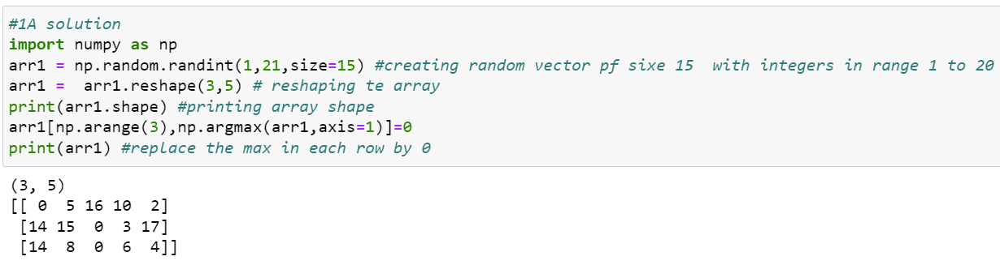 #1A solution
import numpy as np
arr1 = np.random.randint(1,21,size=15) #creating random vector pf sixe 15  with integers in range 1 to 20
arr1 =  arr1.reshape(3,5) # reshaping te array
print(arr1.shape) #printing array shape
arr1[np.arange(3),np.argmax(arr1,axis=1)]=0
print(arr1) #replace the max in each row by 0
(3, 5)
[[ 0  5 16 10  2]
 [14 15  0  3 17]
 [14  8  0  6  4]]